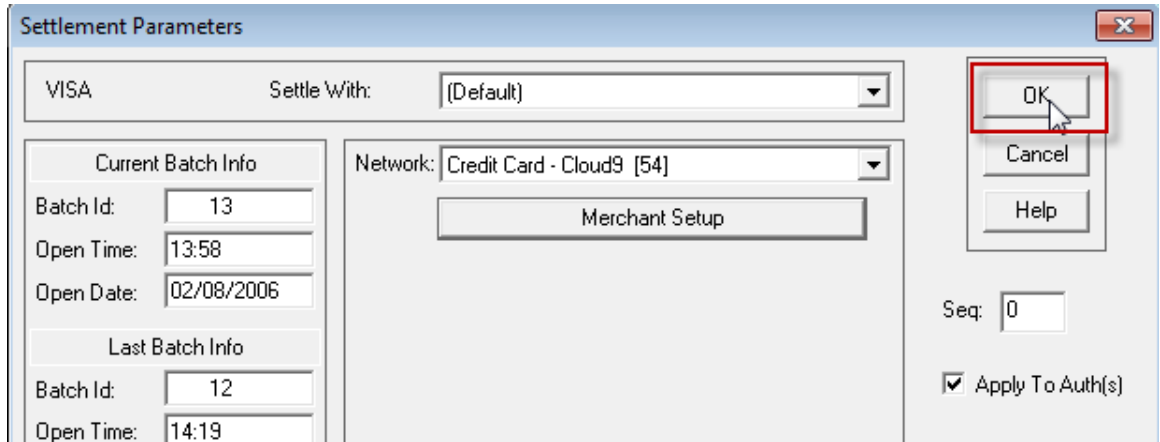 Settlement Parameters
VISA Settle With: (Default)
OK
Cancel
Help
Current Batch Info
Batch Id: 13
Open Time: 13:58
Open Date: 02/08/2006
Last Batch Info
Batch Id: 12
Open Time: 14:19
Network: Credit Card - Cloud9 [54]
Merchant Setup
Seq: 0
Apply To Auth(s)